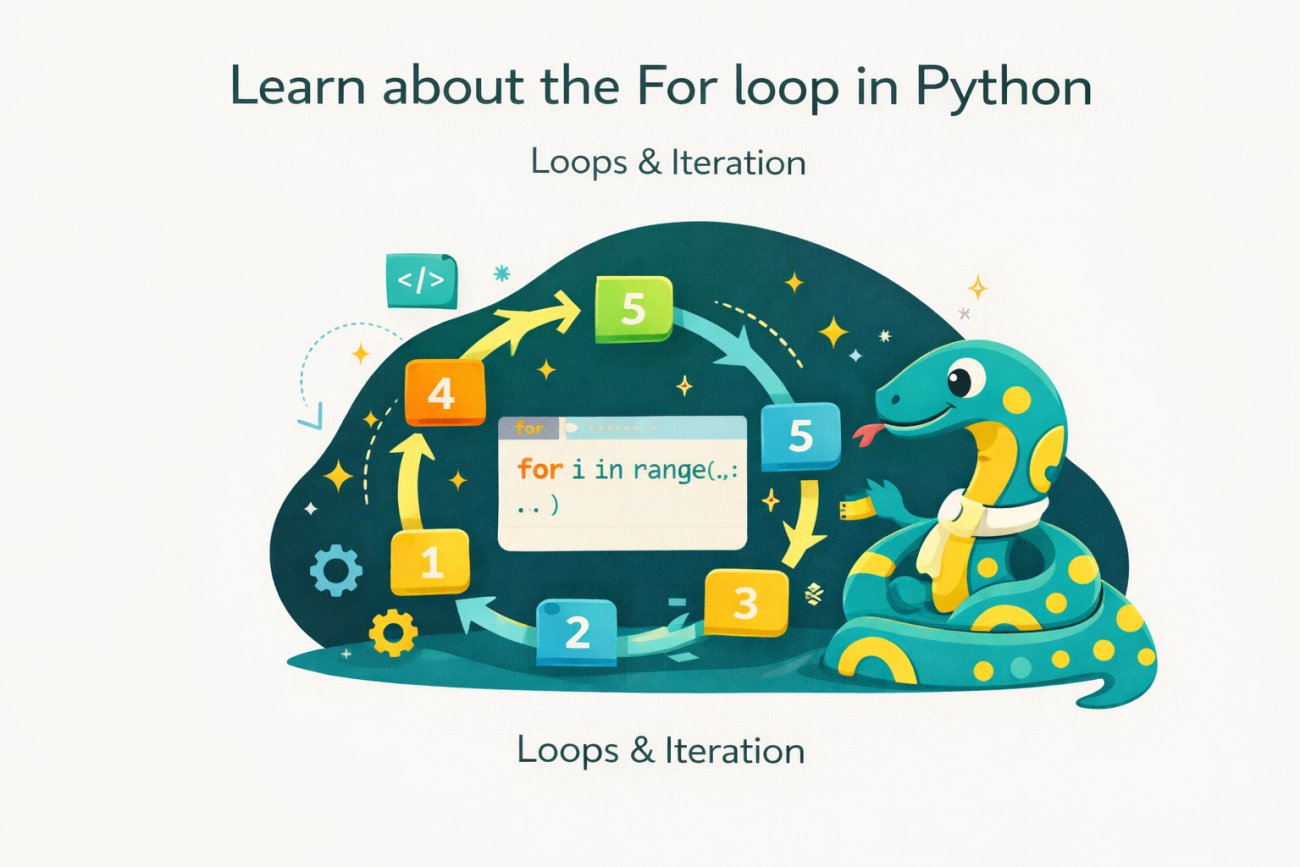 Learn about the For loop in Python
Loops & Iteration
</>
5
4
5
for
for i in range(.,:
... )
1
3
2
Loops & Iteration